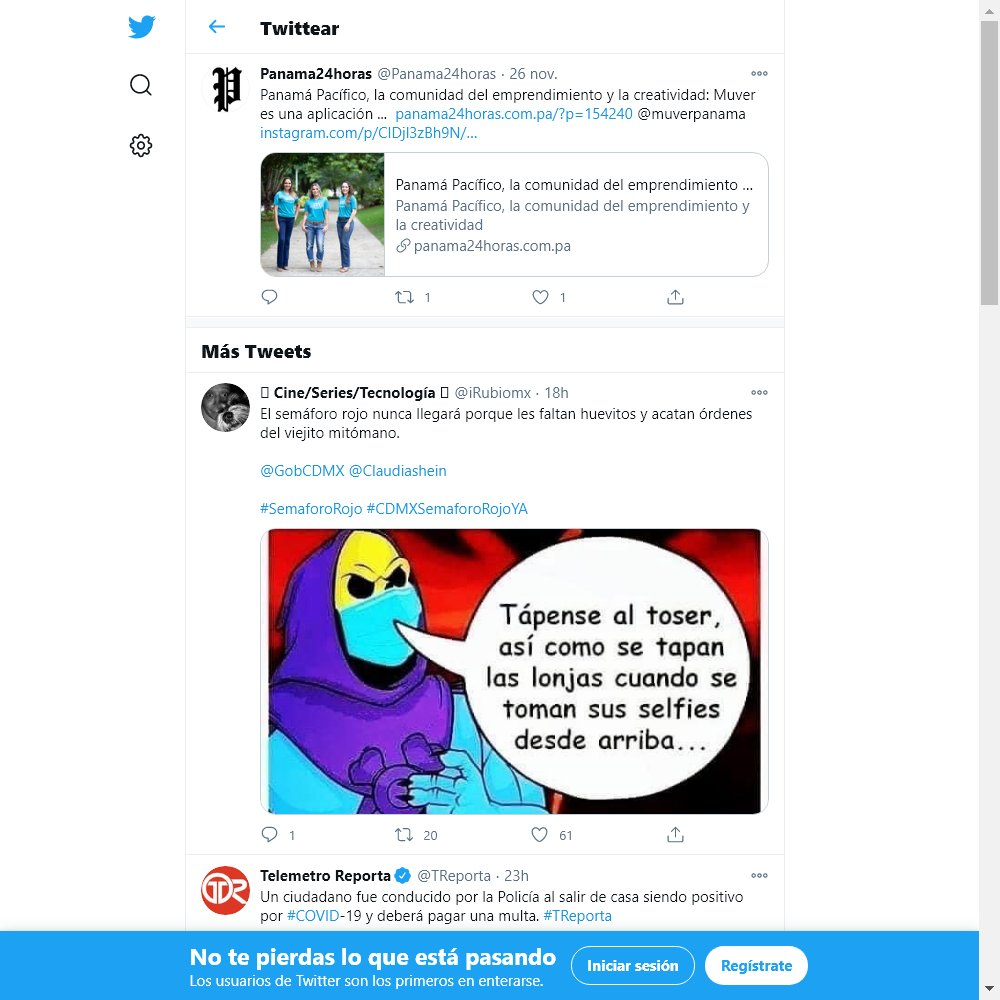 Twittear
Panama24horas @Panama24horas · 26 nov.
Panamá Pacífico, la comunidad del emprendimiento y la creatividad: Muver
es una aplicación ... panama24horas.com.pa/?p=154240 @muverpanama
instagram.com/p/CIDjl3zBh9N/...
Panamá Pacífico, la comunidad del emprendimiento ...
Panamá Pacífico, la comunidad del emprendimiento y
la creatividad
panama24horas.com.pa
1 1
Más Tweets
Cine/Series/Tecnología @iRubiomx · 18h
El semáforo rojo nunca llegará porque les faltan huevitos y acatan órdenes
del viejito mitómano.
@GobCDMX @Claudiashein
#SemaforoRojo #CDMXSemaforoRojoYA
Tápense al toser,
así como se tapan
las lonjas cuando se
toman sus selfies
desde arriba...
1 20 61
TDR
Telemetro Reporta @TReporta · 23h
Un ciudadano fue conducido por la Policía al salir de casa siendo positivo
por #COVID-19 y deberá pagar una multa. #TReporta
No te pierdas lo que está pasando
Los usuarios de Twitter son los primeros en enterarse.
Iniciar sesión
Regístrate